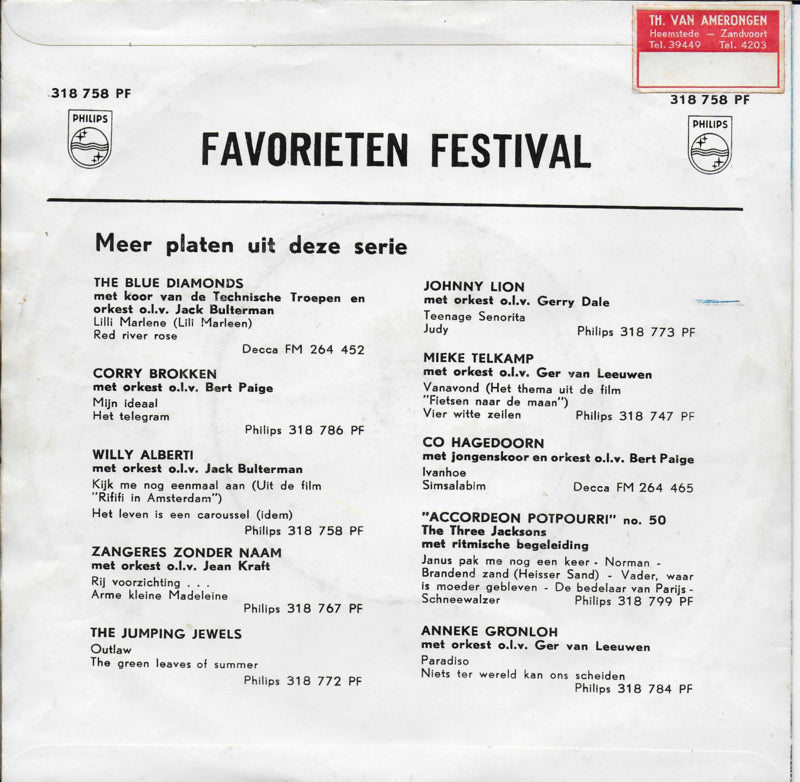 TH. VAN AMERONGEN
Heemstede — Zandvoort
Tel. 39449 Tel. 4203
318 758 PF
318 758 PF
PHILIPS
PHILIPS
FAVORIETEN FESTIVAL
Meer platen uit deze serie
THE BLUE DIAMONDS
met koor van de Technische Troepen en
orkest o.l.v. Jack Bulterman
Lilli Marlene (Lili Marleen)
Red river rose
Decca FM 264 452
CORRY BROKKEN
met orkest o.l.v. Bert Paige
Mijn ideaal
Het telegram
Philips 318 786 PF
WILLY ALBERTI
met orkest o.l.v. Jack Bulterman
Kijk me nog eenmaal aan (Uit de film
"Rififi in Amsterdam")
Het leven is een caroussel (idem)
Philips 318 758 PF
ZANGERES ZONDER NAAM
met orkest o.l.v. Jean Kraft
Rij voorzichting . . .
Arme kleine Madeleine
Philips 318 767 PF
THE JUMPING JEWELS
Outlaw
The green leaves of summer
Philips 318 772 PF
JOHNNY LION
met orkest o.l.v. Gerry Dale
Teenage Senorita
Judy Philips 318 773 PF
MIEKE TELKAMP
met orkest o.l.v. Ger van Leeuwen
Vanavond (Het thema uit de film
"Fietsen naar de maan")
Vier witte zeilen Philips 318 747 PF
CO HAGEDOORN
met jongenskoor en orkest o.l.v. Bert Paige
Ivanhoe
Simsalabim Decca FM 264 465
"ACCORDEON POTPOURRI" no. 50
The Three Jacksons
met ritmische begeleiding
Janus pak me nog een keer - Norman -
Brandend zand (Heisser Sand) - Vader, waar
is moeder gebleven - De bedelaar van Parijs -
Schneewalzer Philips 318 799 PF
ANNEKE GRÖNLOH
met orkest o.l.v. Ger van Leeuwen
Paradiso
Niets ter wereld kan ons scheiden
Philips 318 784 PF